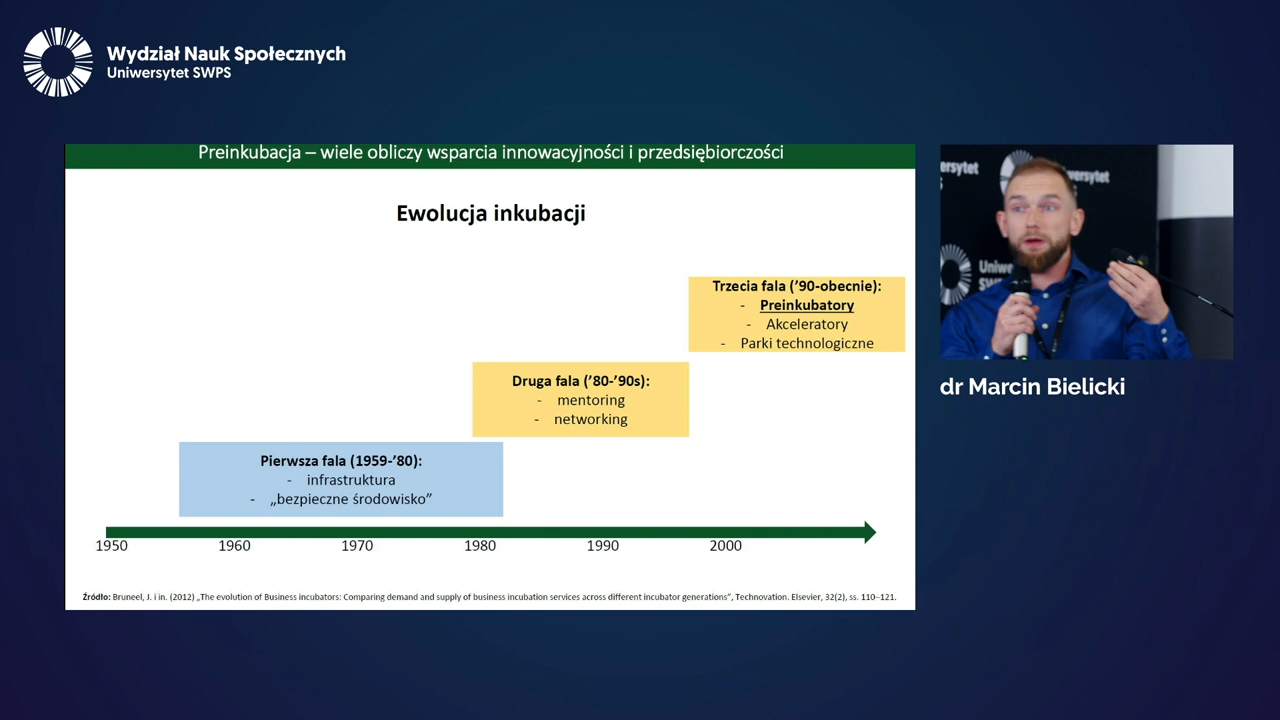 Wydział Nauk Społecznych
Uniwersytet SWPS
Preinkubacja – wiele obliczy wsparcia innowacyjności i przedsiębiorczości
Ewolucja inkubacji
Trzecia fala (’90-obecnie):
- Preinkubatory
- Akceleratory
- Parki technologiczne
Druga fala (’80-’90s):
- mentoring
- networking
Pierwsza fala (1959-’80):
- infrastruktura
- „bezpieczne środowisko”
1950 1960 1970 1980 1990 2000
Źródło: Bruneel, J. i in. (2012) „The evolution of Business incubators: Comparing demand and supply of business incubation services across different incubator generations”, Technovation. Elsevier, 32(2), ss. 110–121.
dr Marcin Bielicki